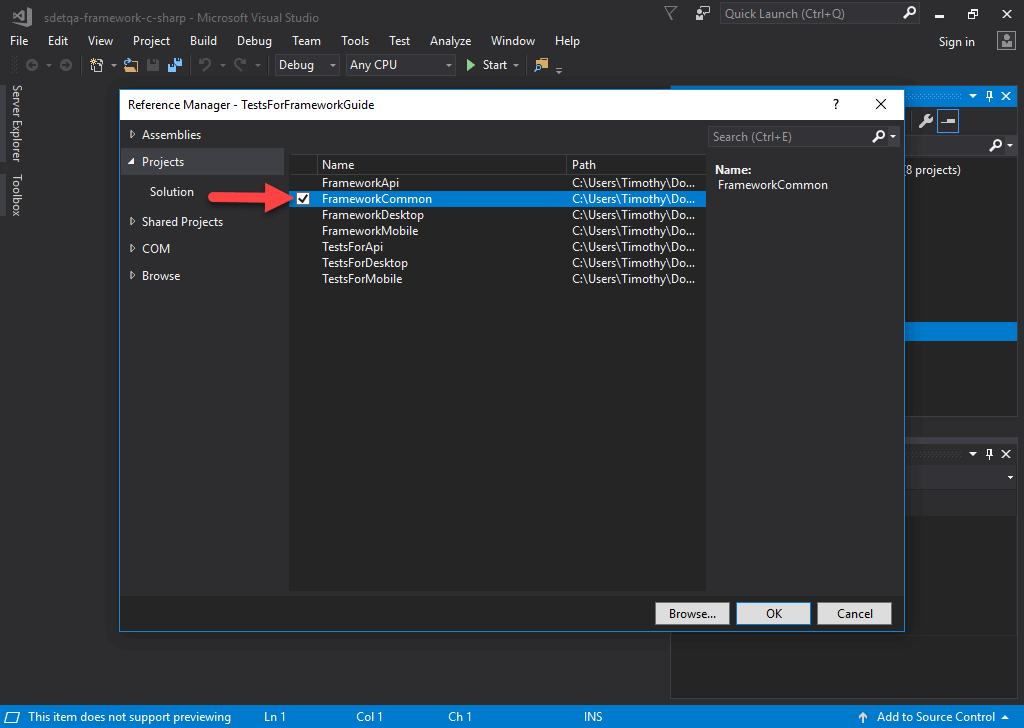 sdetqa-framework-c-sharp - Microsoft Visual Studio
Quick Launch (Ctrl+Q)
File Edit View Project Build Debug Team Tools Test Analyze Window Help
Sign in
Debug Any CPU Start
Server Explorer
Toolbox
Reference Manager - TestsForFrameworkGuide
?
Assemblies
Projects
Solution
Shared Projects
COM
Browse
Search (Ctrl+E)
Name Path
FrameworkApi C:\Users\Timothy\Do...
FrameworkCommon C:\Users\Timothy\Do...
FrameworkDesktop C:\Users\Timothy\Do...
FrameworkMobile C:\Users\Timothy\Do...
TestsForApi C:\Users\Timothy\Do...
TestsForDesktop C:\Users\Timothy\Do...
TestsForMobile C:\Users\Timothy\Do...
Name:
FrameworkCommon
(8 projects)
Browse... OK Cancel
This item does not support previewing Ln 1 Col 1 Ch 1 INS Add to Source Control